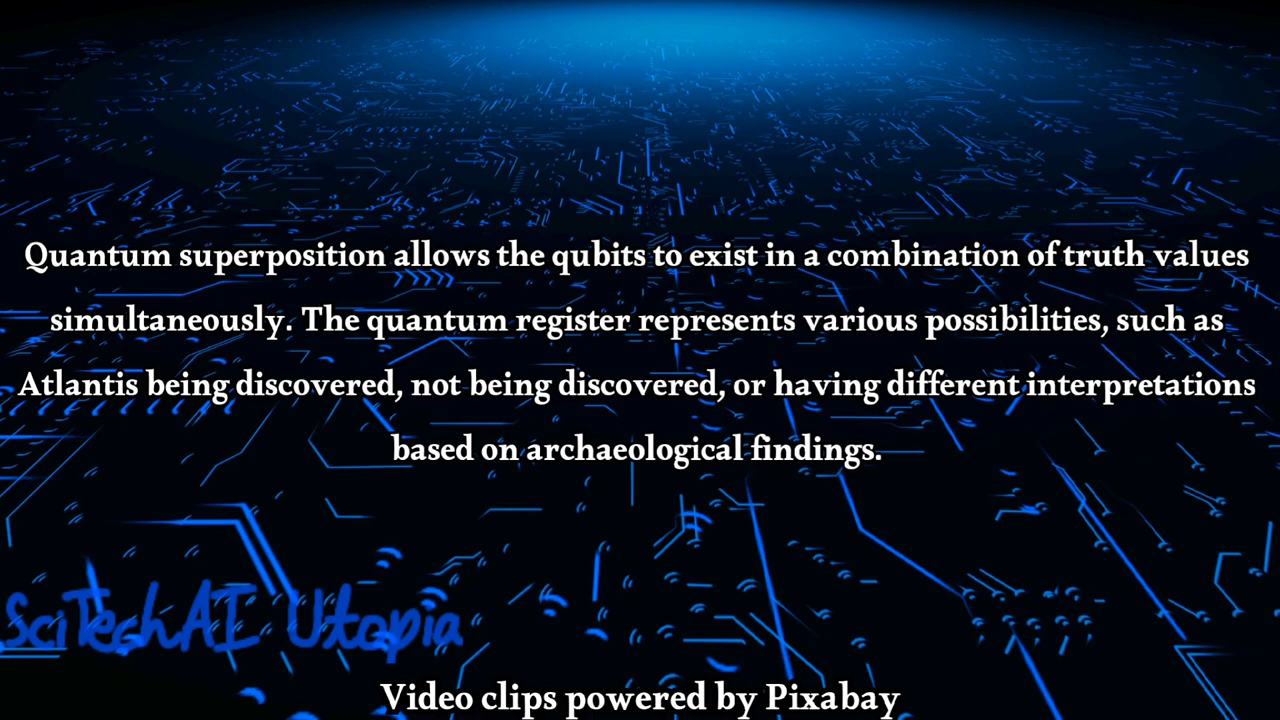 Quantum superposition allows the qubits to exist in a combination of truth values
simultaneously. The quantum register represents various possibilities, such as
Atlantis being discovered, not being discovered, or having different interpretations
based on archaeological findings.
SciTechAI Utopia
Video clips powered by Pixabay